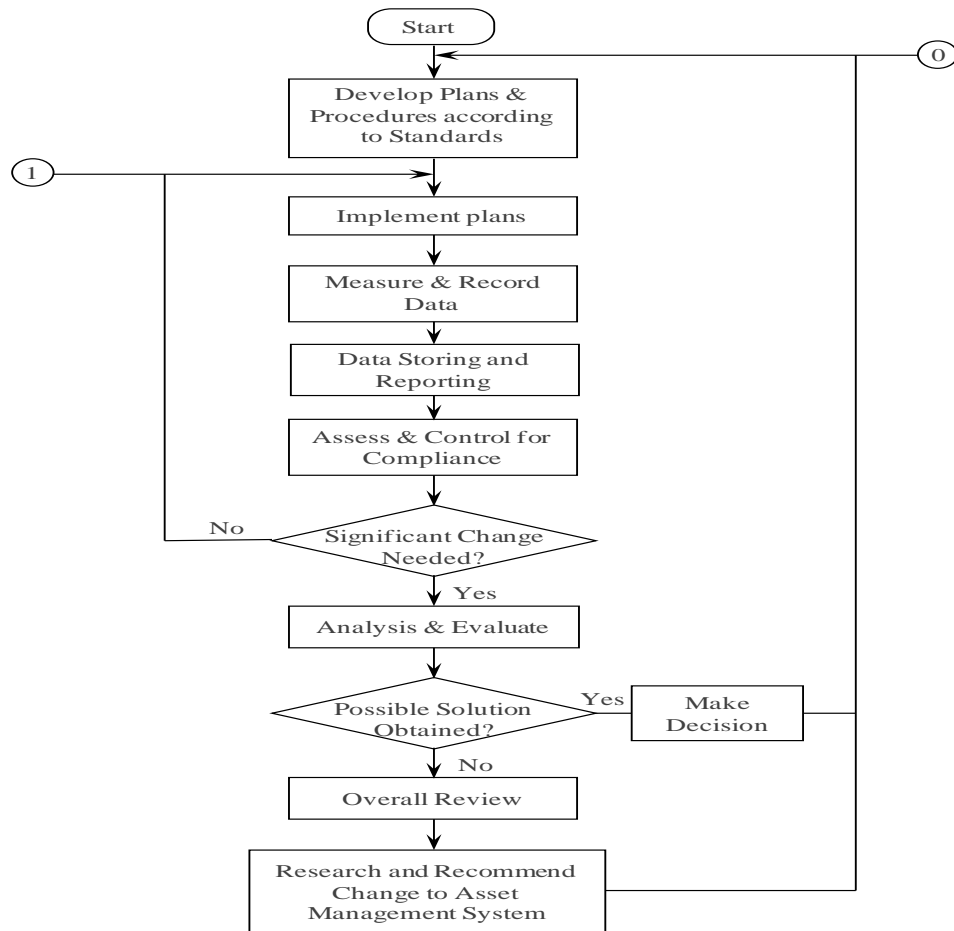 Start
0
Develop Plans &
Procedures according
to Standards
1
Implement plans
Measure & Record
Data
Data Storing and
Reporting
Assess & Control for
Compliance
No
Significant Change
Needed?
Yes
Analysis & Evaluate
Possible Solution
Obtained?
Yes
Make
Decision
No
Overall Review
Research and Recommend
Change to Asset
Management System